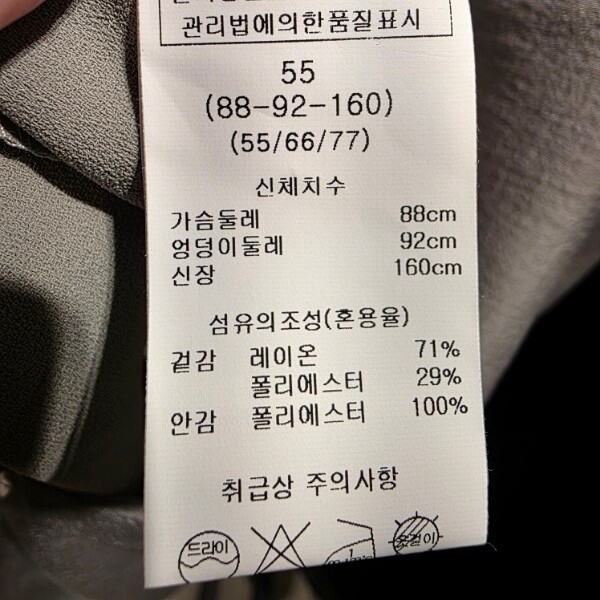 관리법에의한품질표시
55
(88-92-160)
(55/66/77)
신체치수
가슴둘레 88cm
엉덩이둘레 92cm
신장 160cm
섬유의조성(혼용율)
겉감 레이온 71%
폴리에스터 29%
안감 폴리에스터 100%
취급상 주의사항
드라이 옷걸이